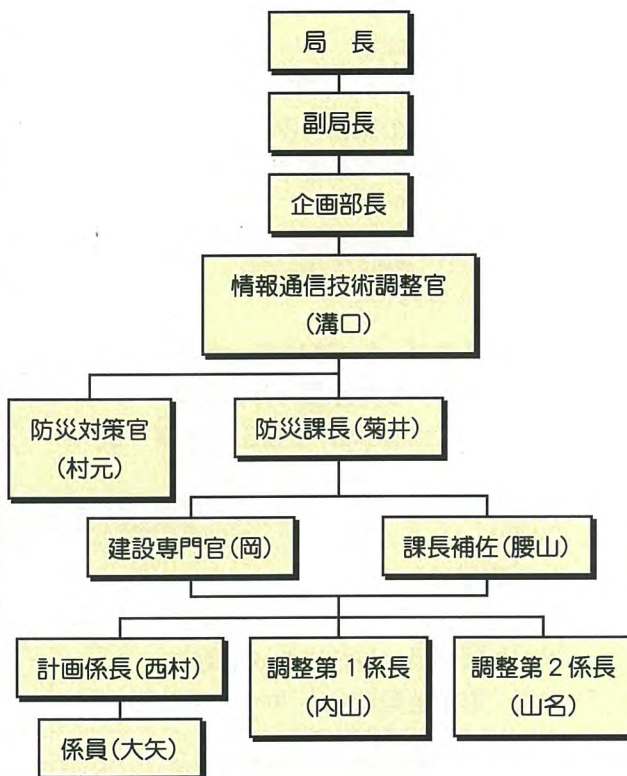 局　長
副局長
企画部長
情報通信技術調整官
(溝口)
防災対策官
(村元)
防災課長(菊井)
建設専門官(岡)
課長補佐(腰山)
計画係長(西村)
調整第1係長
(内山)
調整第2係長
(山名)
係員(大矢)